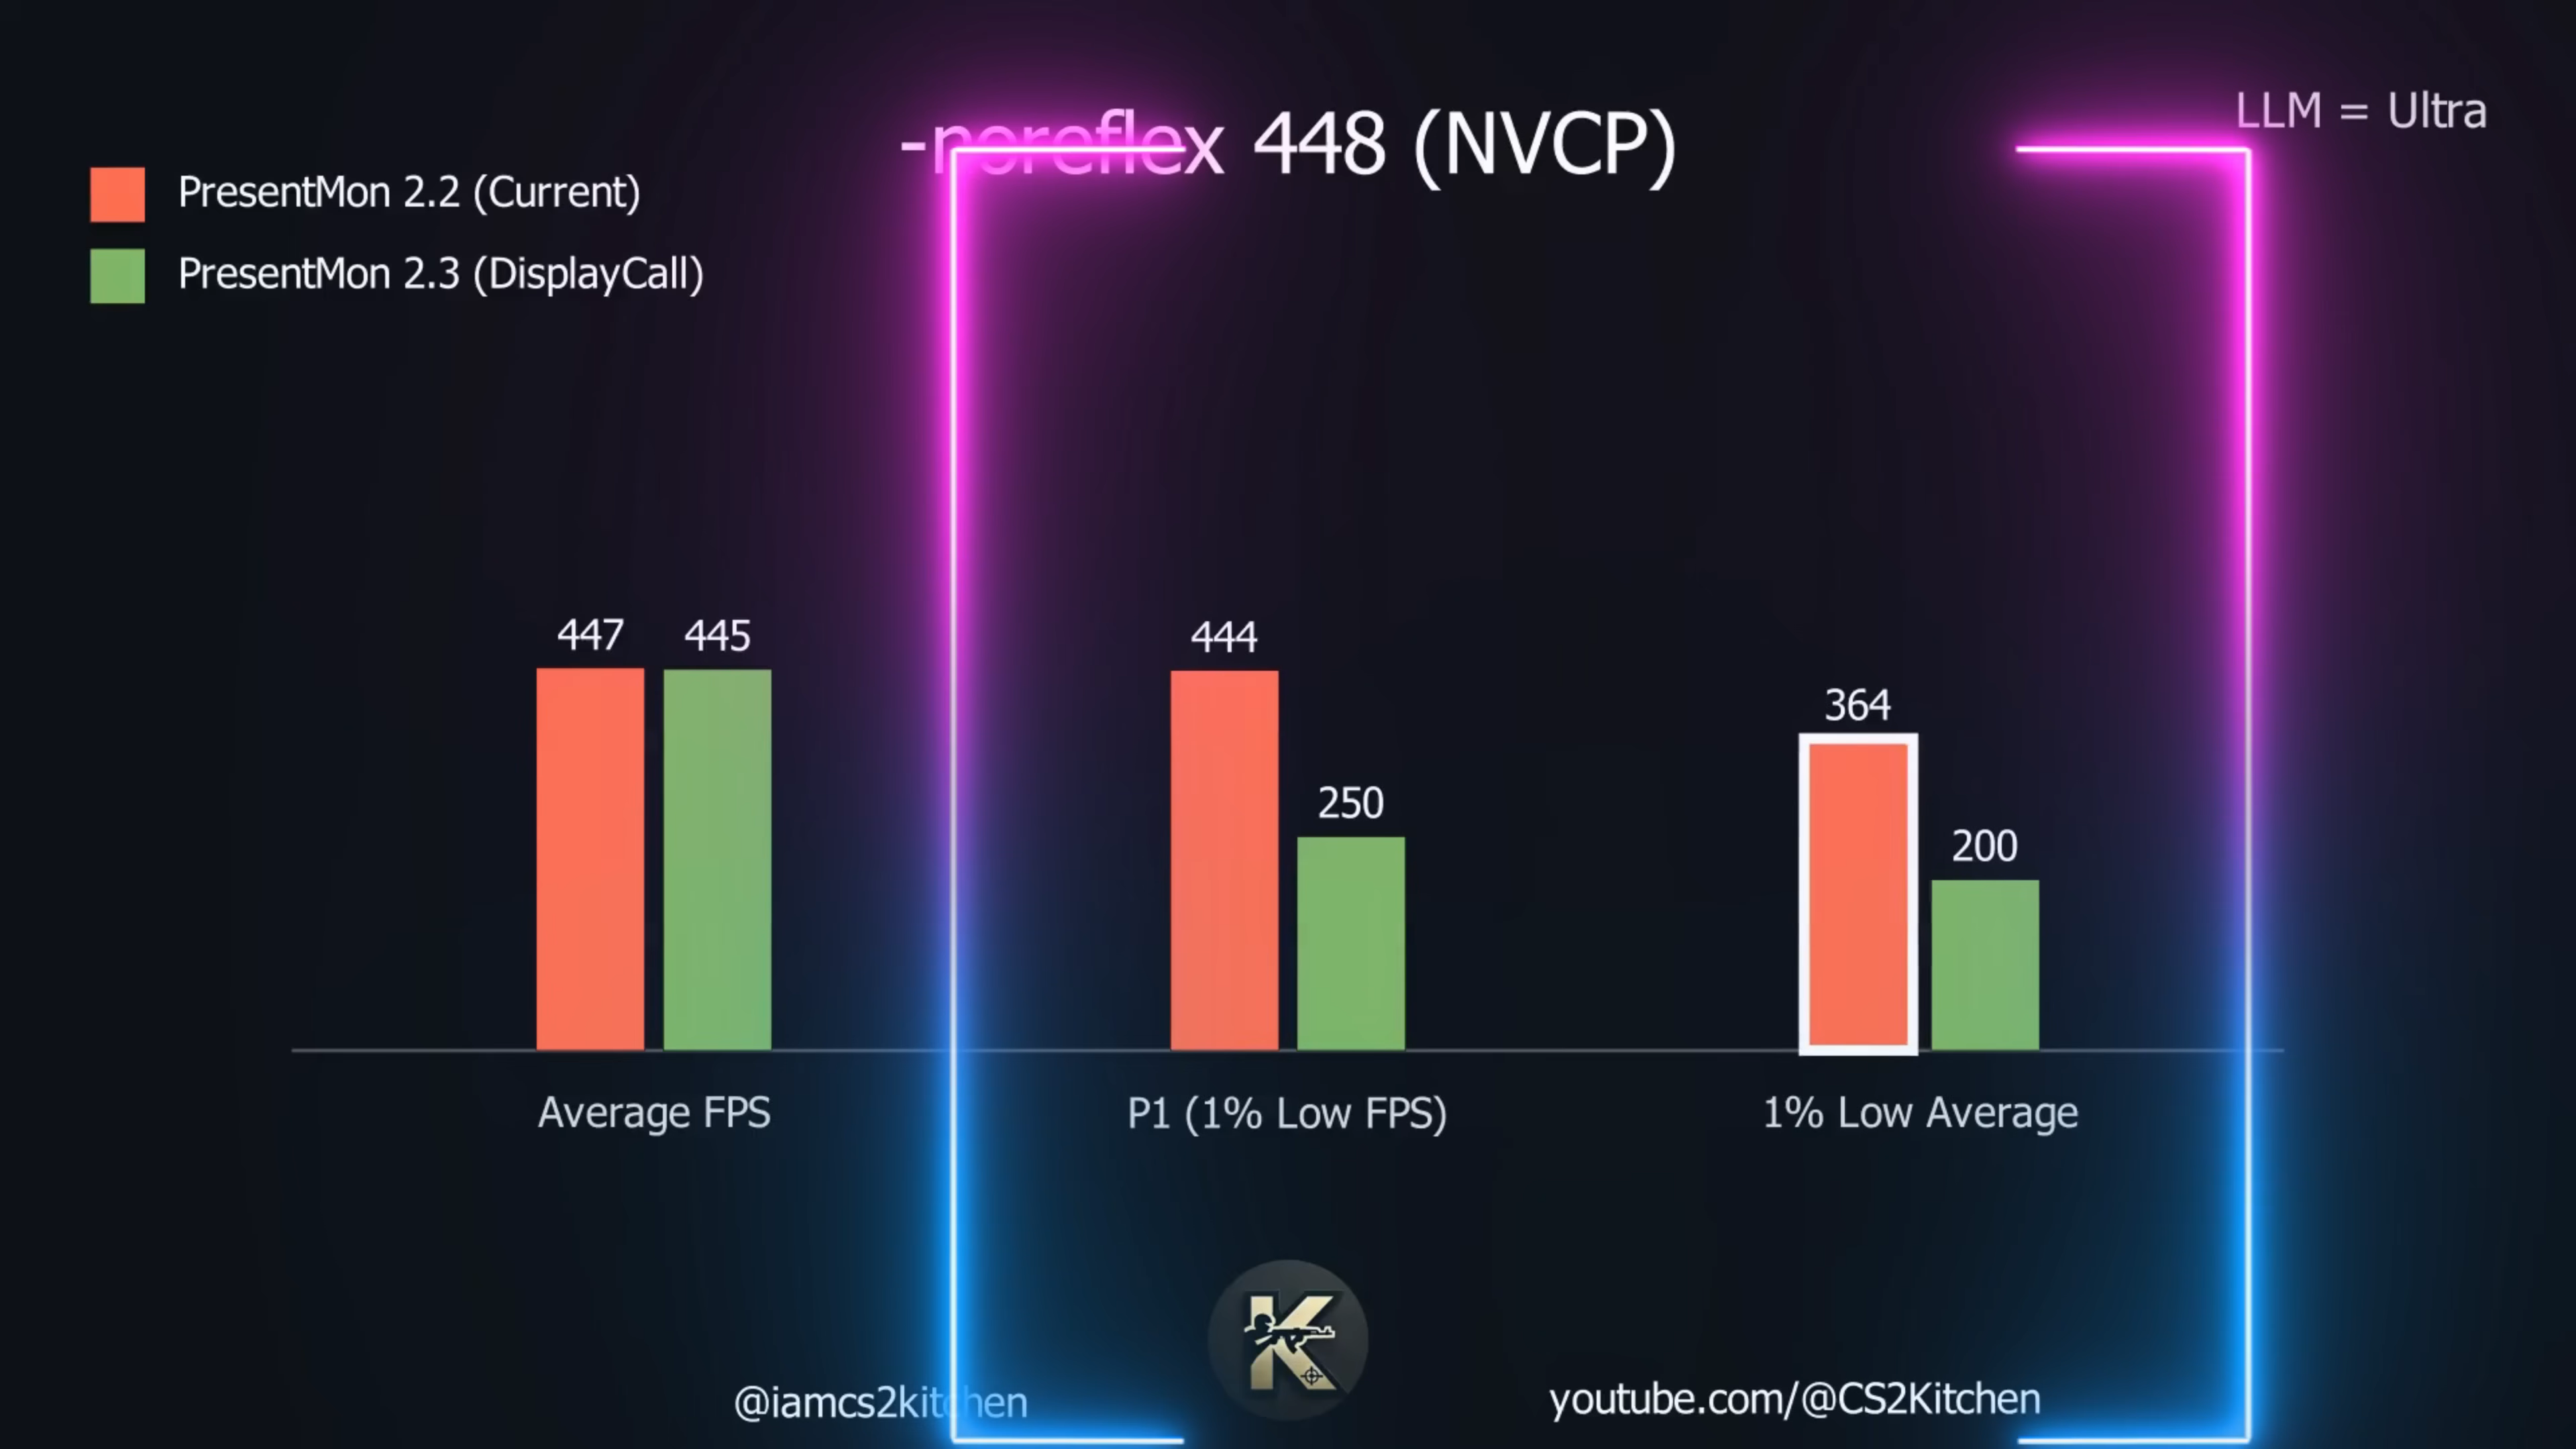 -noreflex 448 (NVCP)
LLM = Ultra
PresentMon 2.2 (Current)
PresentMon 2.3 (DisplayCall)
447
445
444
250
364
200
Average FPS
P1 (1% Low FPS)
1% Low Average
K
@iamcs2kitchen
youtube.com/@CS2Kitchen